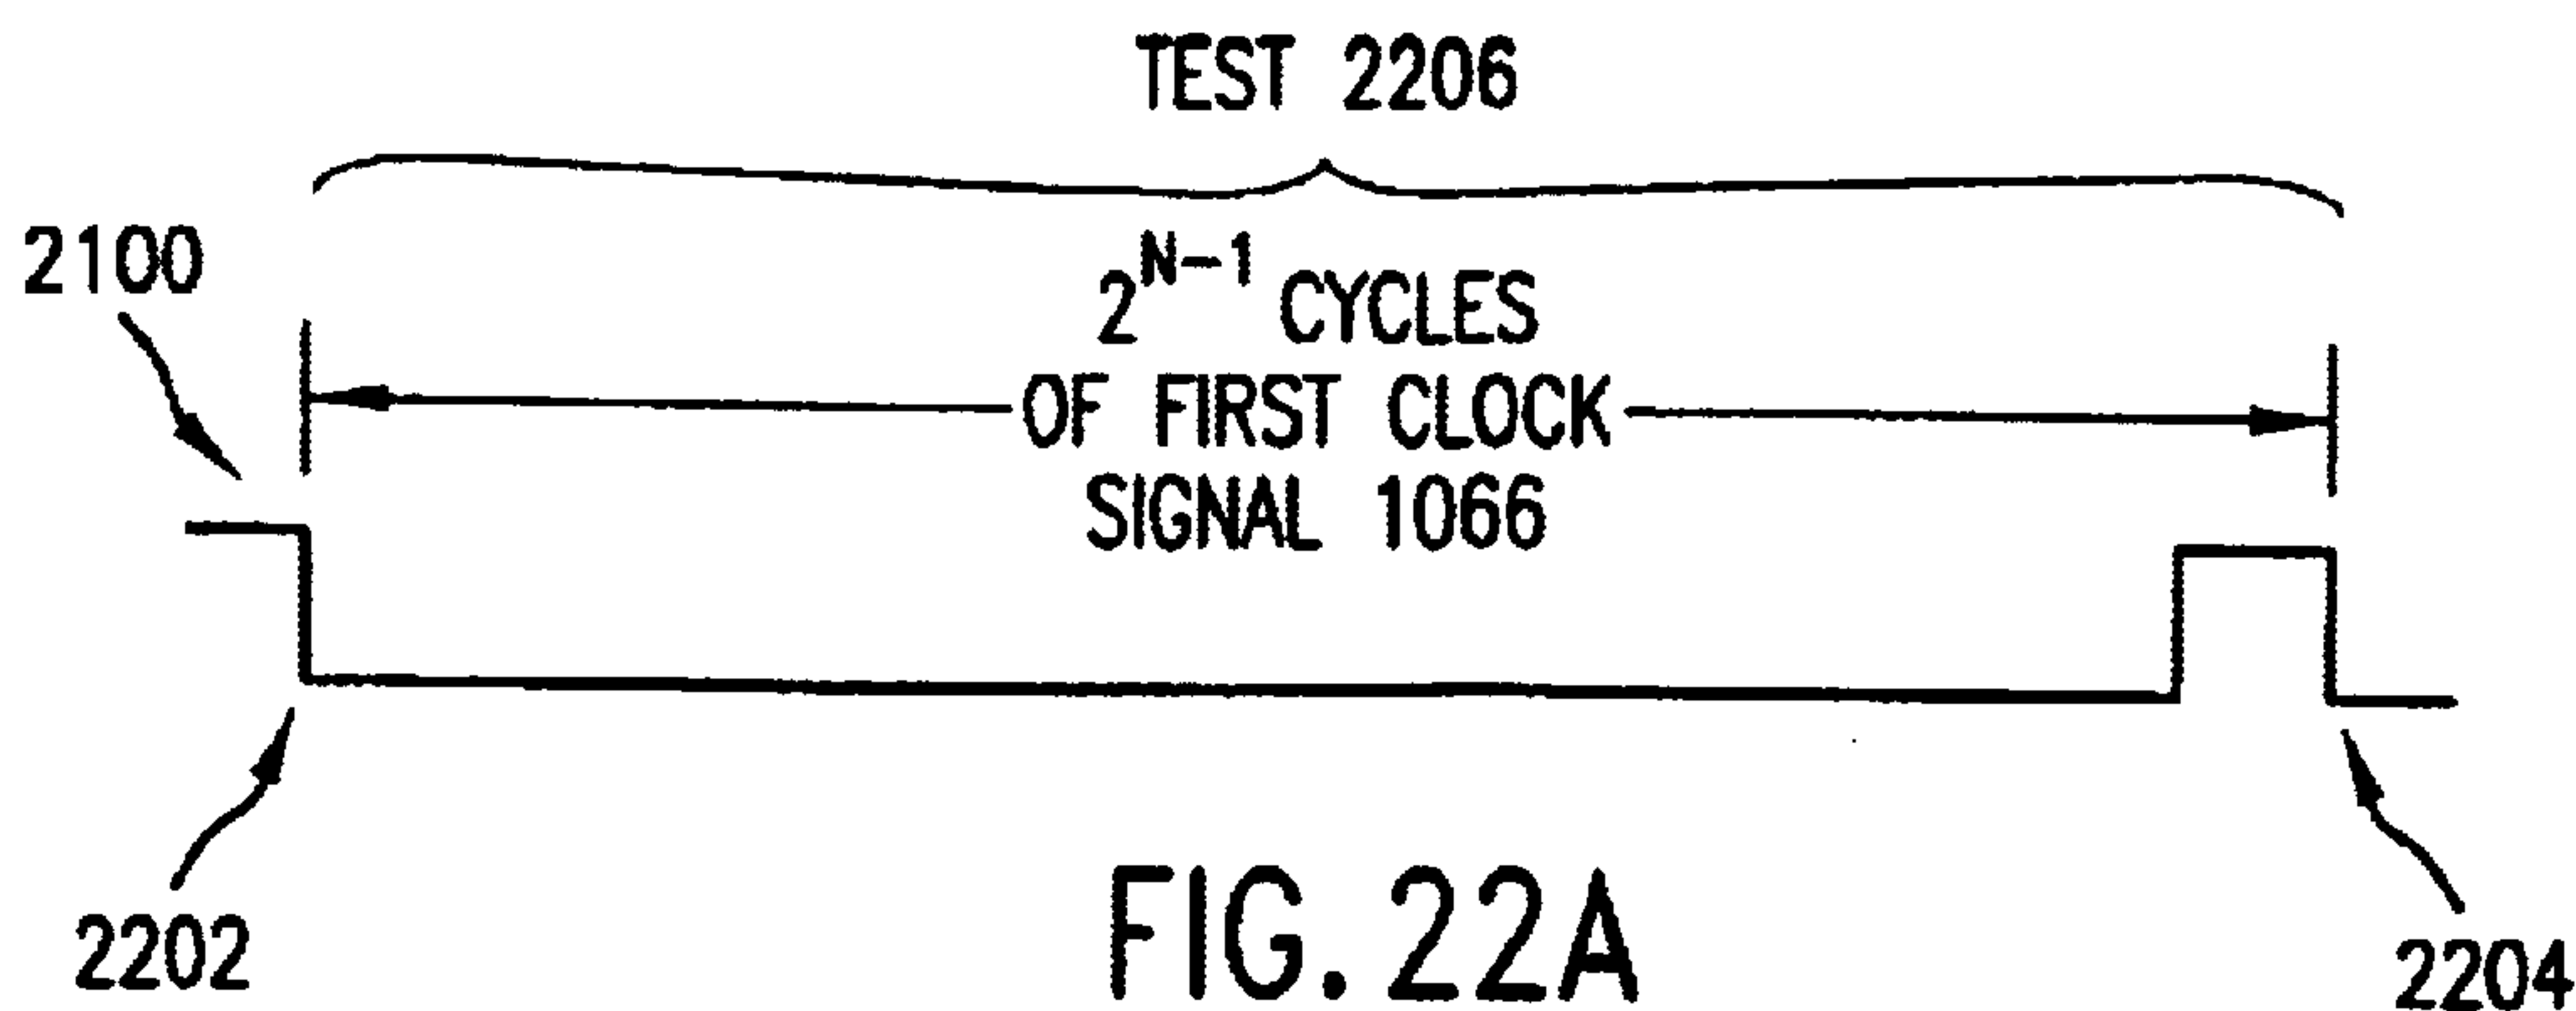 TEST 2206
2100
2^N-1 CYCLES
OF FIRST CLOCK
SIGNAL 1066
2202
2204
FIG. 22A